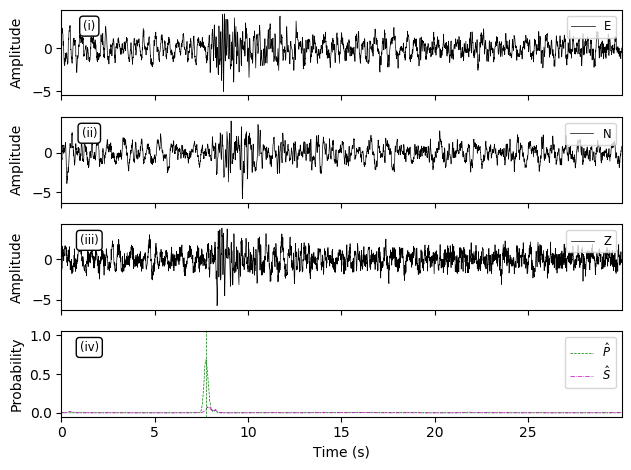 (i)
E
Amplitude
0
−5
(ii)
N
Amplitude
0
−5
(iii)
Z
Amplitude
0
−5
(iv)
P̂
Ŝ
Probability
1.0
0.5
0.0
0 5 10 15 20 25
Time (s)